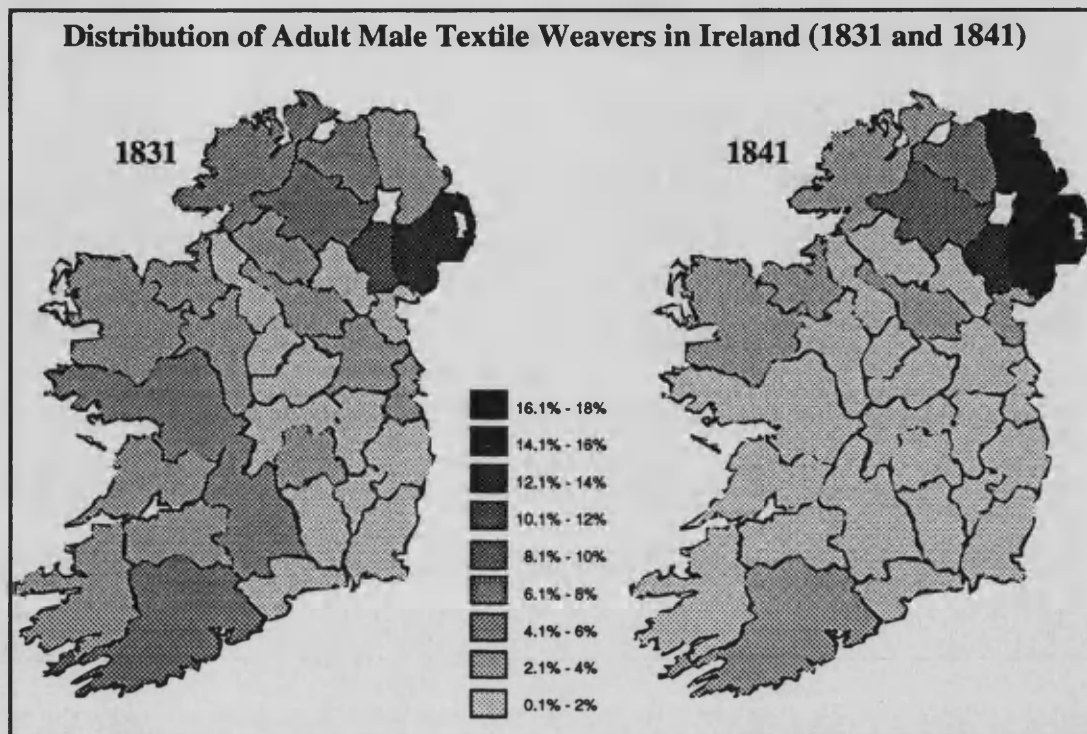 Distribution of Adult Male Textile Weavers in Ireland (1831 and 1841)
1831
1841
16.1% - 18%
14.1% - 16%
12.1% - 14%
10.1% - 12%
8.1% - 10%
6.1% - 8%
4.1% - 6%
2.1% - 4%
0.1% - 2%